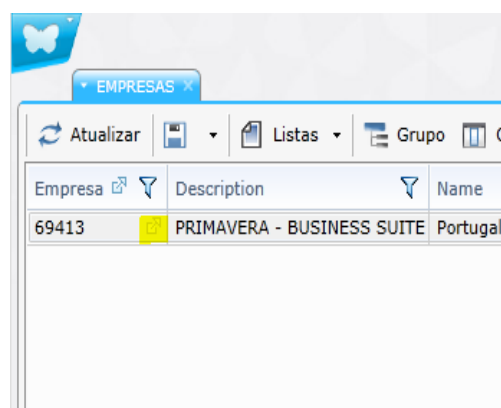 EMPRESAS
Atualizar Listas Grupo
Empresa Description Name
69413 PRIMAVERA - BUSINESS SUITE Portugal